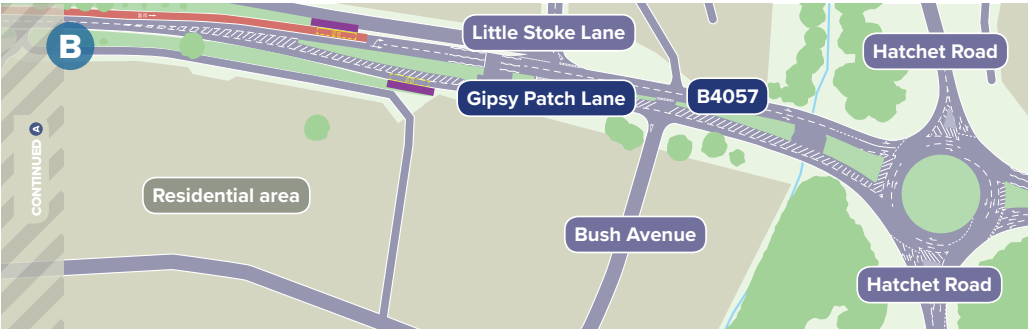 Little Stoke Lane
Hatchet Road
B
Gipsy Patch Lane
B4057
CONTINUED A
Residential area
Bush Avenue
Hatchet Road